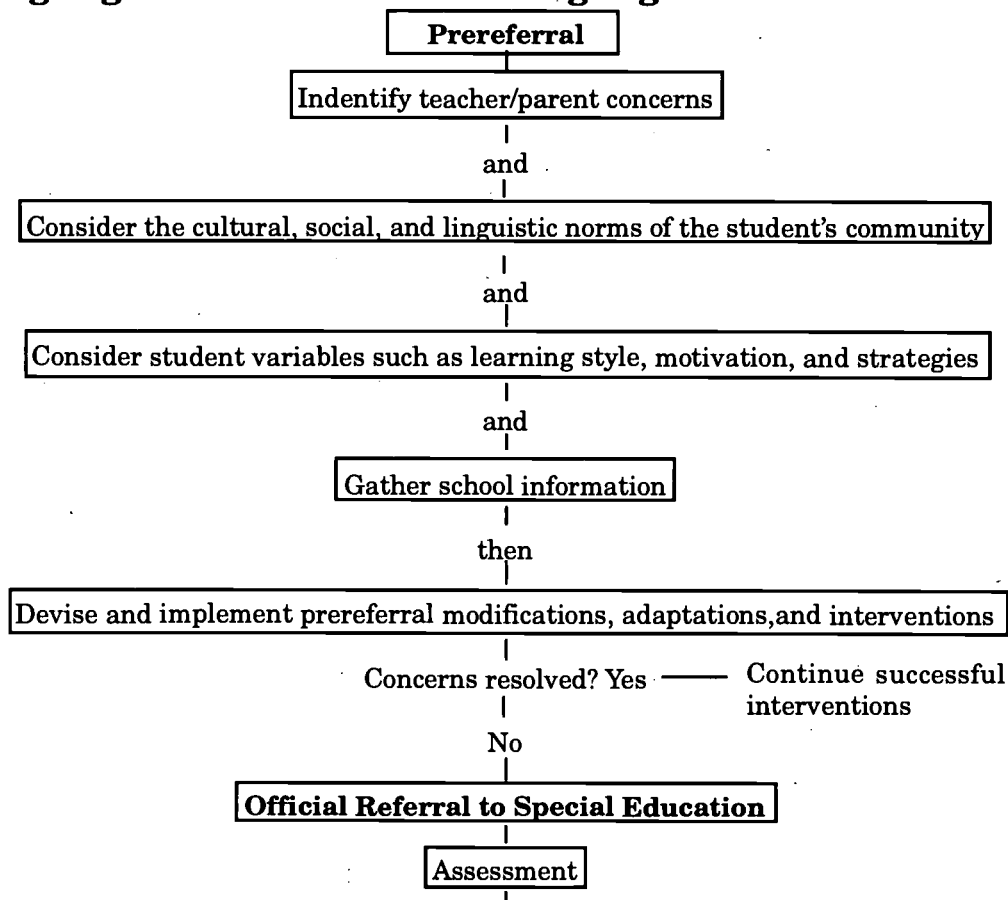 Prereferral
Indentify teacher/parent concerns
and
Consider the cultural, social, and linguistic norms of the student's community
and
Consider student variables such as learning style, motivation, and strategies
and
Gather school information
then
Devise and implement prereferral modifications, adaptations,and interventions
Concerns resolved? Yes
Continue successful
interventions
No
Official Referral to Special Education
Assessment